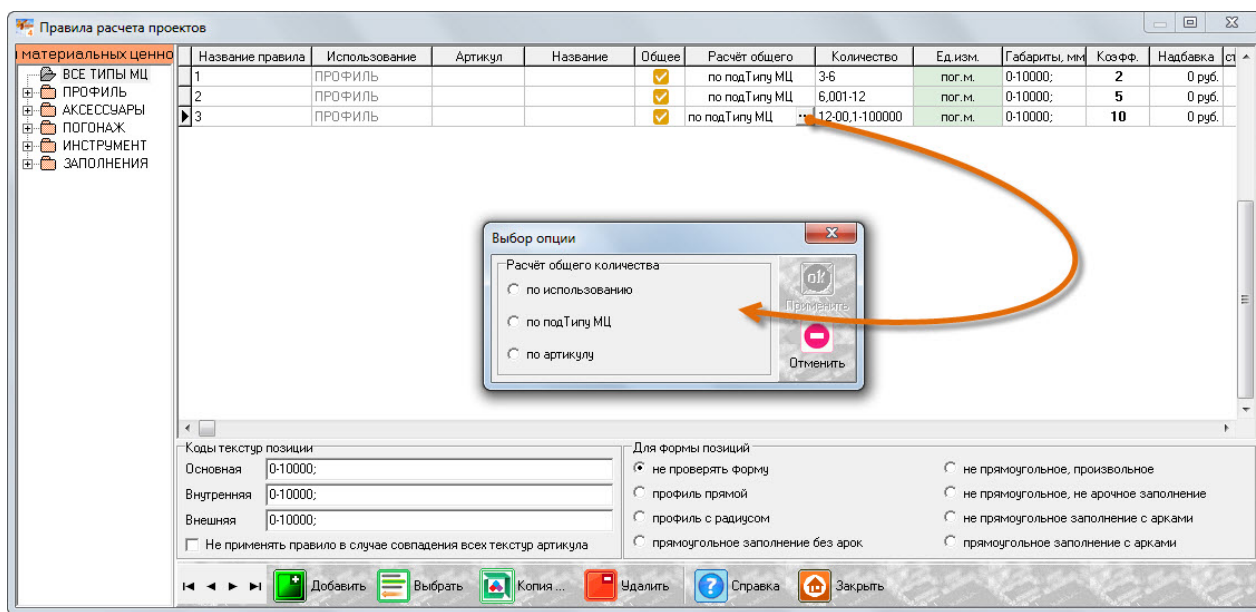 Правила расчета проектов
материальных ценно
ВСЕ ТИПЫ МЦ
ПРОФИЛЬ
АКСЕССУАРЫ
ПОГОНАЖ
ИНСТРУМЕНТ
ЗАПОЛНЕНИЯ
Название правила Использование Артикул Название Общее Расчёт общего Количество Ед.изм. Габариты, мм Коэфф. Надбавка ст
1 ПРОФИЛЬ по подТипу МЦ 3-6 пог.м. 0-10000; 2 0 руб.
2 ПРОФИЛЬ по подТипу МЦ 6,001-12 пог.м. 0-10000; 5 0 руб.
3 ПРОФИЛЬ по подТипу МЦ ... 12-00,1-100000 пог.м. 0-10000; 10 0 руб.
Выбор опции
Расчёт общего количества
по использованию
по подТипу МЦ
по артикулу
ok
Применить
Отменить
Коды текстур позиции
Основная 0-10000;
Внутренняя 0-10000;
Внешняя 0-10000;
Не применять правило в случае совпадения всех текстур артикула
Для формы позиций
не проверять форму
профиль прямой
профиль с радиусом
прямоугольное заполнение без арок
не прямоугольное, произвольное
не прямоугольное, не арочное заполнение
не прямоугольное заполнение с арками
прямоугольное заполнение с арками
Добавить Выбрать Копия ... Удалить Справка Закрыть